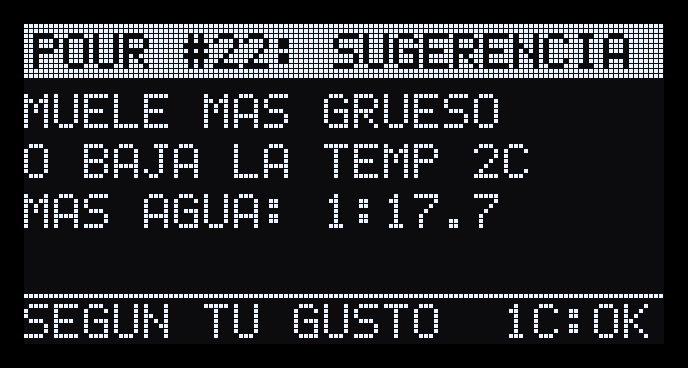 POUR #22: SUGERENCIA
MUELE MAS GRUESO
O BAJA LA TEMP 2C
MAS AGUA: 1:17.7
SEGUN TU GUSTO 1C:OK